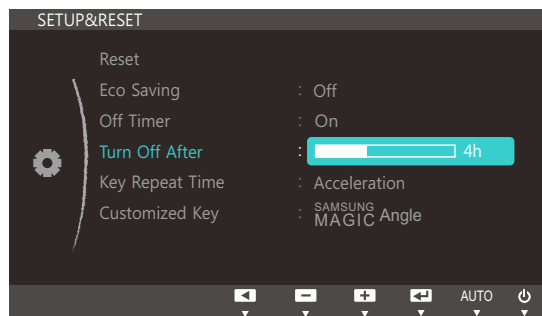 SETUP&RESET
Reset
Eco Saving : Off
Off Timer : On
Turn Off After : 4h
Key Repeat Time : Acceleration
Customized Key : SAMSUNG MAGIC Angle
AUTO